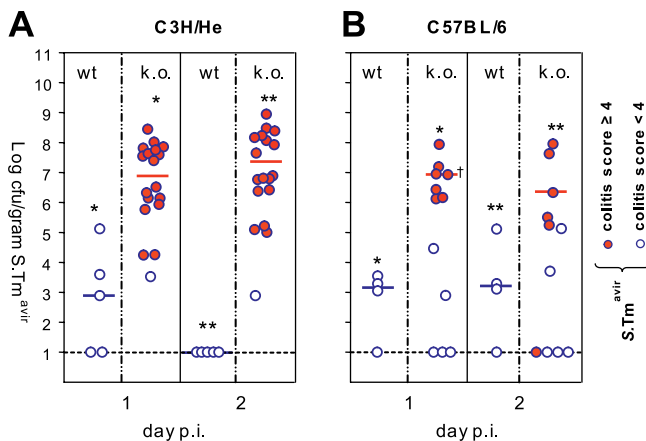 A
C3H/He
B
C57BL/6
Log cfu/gram S.Tm avir
11
10
9
8
7
6
5
4
3
2
1
wt
k.o.
wt
k.o.
*
*
**
**
1
2
day p.i.
wt
k.o.
wt
k.o.
*
*
†
**
**
1
2
day p.i.
colitis score ≥ 4
colitis score < 4
S.Tm avir